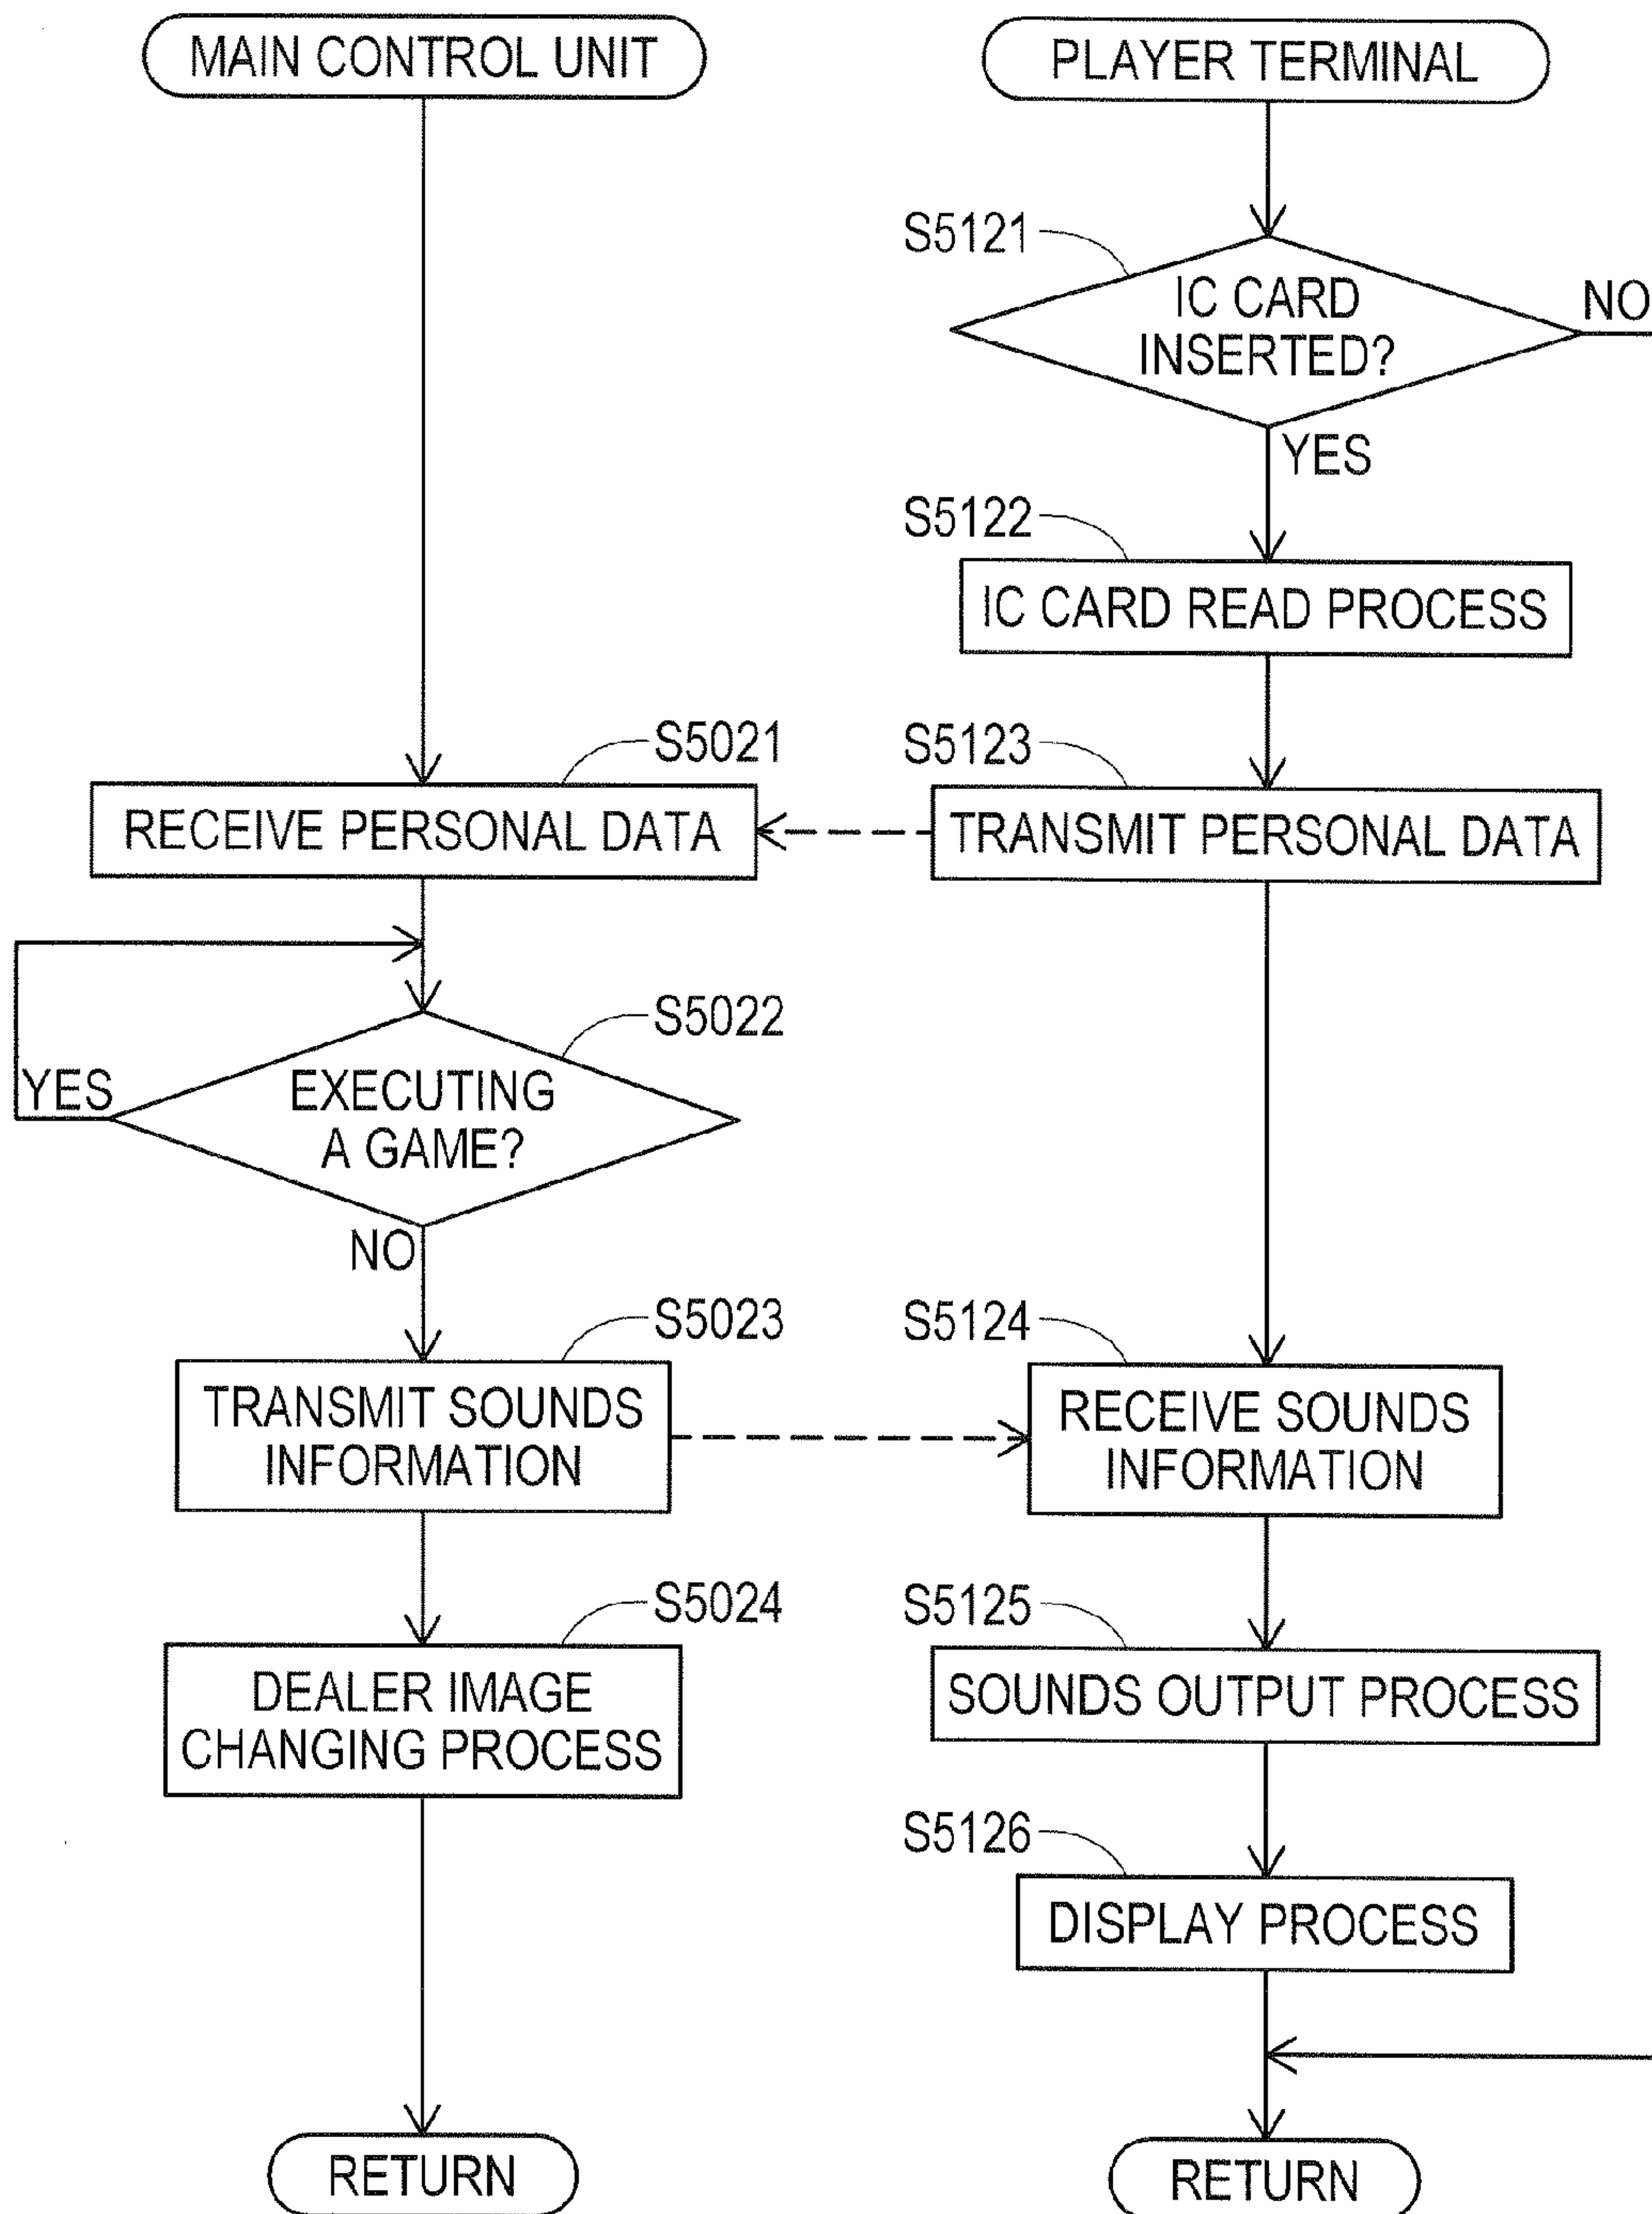 MAIN CONTROL UNIT
PLAYER TERMINAL
S5121
IC CARD
INSERTED?
NO
YES
S5122
IC CARD READ PROCESS
S5021
S5123
RECEIVE PERSONAL DATA
TRANSMIT PERSONAL DATA
S5022
YES
EXECUTING
A GAME?
NO
S5023
S5124
TRANSMIT SOUNDS
INFORMATION
RECEIVE SOUNDS
INFORMATION
S5024
S5125
DEALER IMAGE
CHANGING PROCESS
SOUNDS OUTPUT PROCESS
S5126
DISPLAY PROCESS
RETURN
RETURN